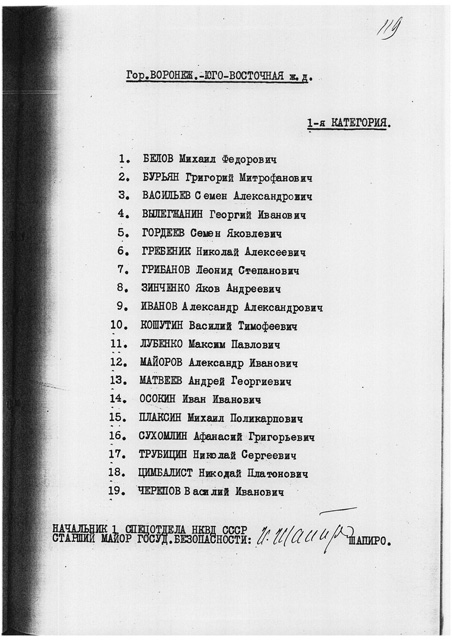 119
Гор.ВОРОНЕЖ.-ЮГО-ВОСТОЧНАЯ ж.д.
1-я КАТЕГОРИЯ.
1. БЕЛОВ Михаил Федорович
2. БУРЬЯН Григорий Митрофанович
3. ВАСИЛЬЕВ Семен Александрович
4. ВЫЛЕГЖАНИН Георгий Иванович
5. ГОРДЕЕВ Семен Яковлевич
6. ГРЕБЕНИК Николай Алексеевич
7. ГРИБАНОВ Леонид Степанович
8. ЗИНЧЕНКО Яков Андреевич
9. ИВАНОВ Александр Александрович
10. КОШУТИН Василий Тимофеевич
11. ЛУБЕНКО Максим Павлович
12. МАЙОРОВ Александр Иванович
13. МАТВЕЕВ Андрей Георгиевич
14. ОСОКИН Иван Иванович
15. ПЛАКСИН Михаил Поликарпович
16. СУХОМЛИН Афанасий Григорьевич
17. ТРУБИЦИН Николай Сергеевич
18. ЦИМБАЛИСТ Николай Платонович
19. ЧЕРЕПОВ Василий Иванович
НАЧАЛЬНИК 1 СПЕЦОТДЕЛА НКВД СССР
СТАРШИЙ МАЙОР ГОСУД.БЕЗОПАСНОСТИ: И.Шапиро ШАПИРО.